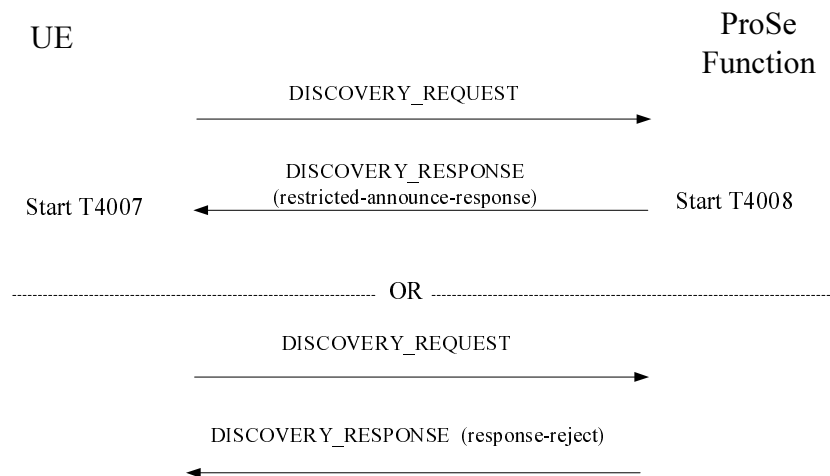 UE
ProSe
Function
DISCOVERY_REQUEST
DISCOVERY_RESPONSE
(restricted-announce-response)
Start T4007
Start T4008
OR
DISCOVERY_REQUEST
DISCOVERY_RESPONSE (response-reject)